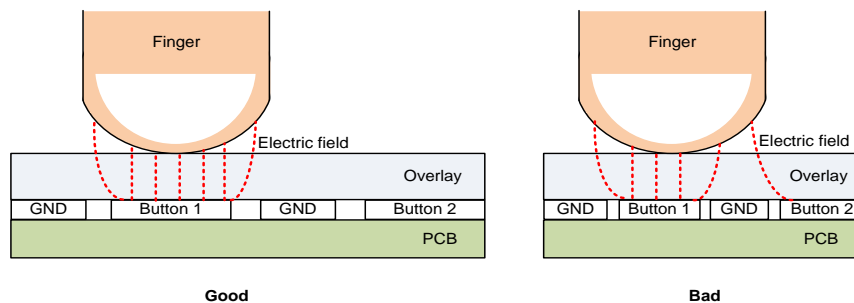 Finger
Electric field
Overlay
GND Button 1 GND Button 2
PCB
Good
Finger
Electric field
Overlay
GND Button 1 GND Button 2
PCB
Bad